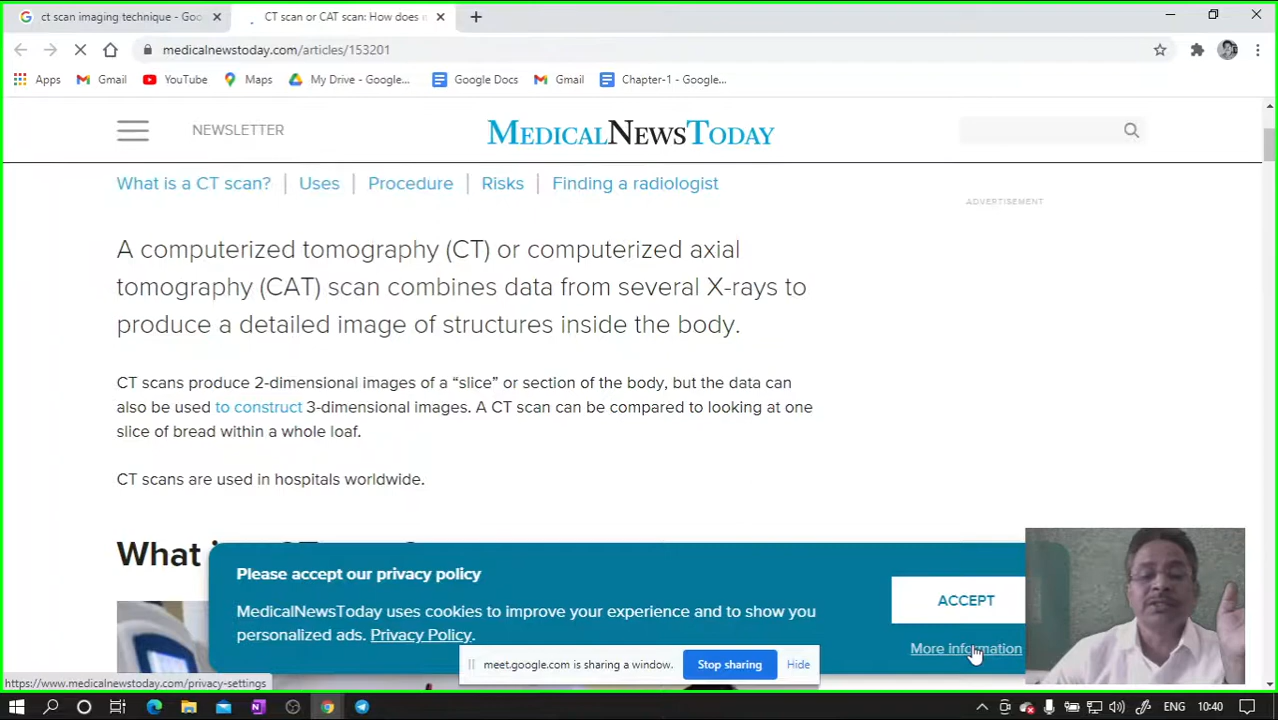 ct scan imaging technique - Goo
CT scan or CAT scan: How does
medicalnewstoday.com/articles/153201
Apps
Gmail
YouTube
Maps
My Drive - Google...
Google Docs
Gmail
Chapter-1 - Google...
NEWSLETTER
MEDICALNEWSTODAY
What is a CT scan?
Uses
Procedure
Risks
Finding a radiologist
ADVERTISEMENT
A computerized tomography (CT) or computerized axial
tomography (CAT) scan combines data from several X-rays to
produce a detailed image of structures inside the body.
CT scans produce 2-dimensional images of a “slice” or section of the body, but the data can
also be used to construct 3-dimensional images. A CT scan can be compared to looking at one
slice of bread within a whole loaf.
CT scans are used in hospitals worldwide.
What
Please accept our privacy policy
MedicalNewsToday uses cookies to improve your experience and to show you
personalized ads. Privacy Policy.
ACCEPT
More information
meet.google.com is sharing a window.
Stop sharing
Hide
https://www.medicalnewstoday.com/privacy-settings
ENG
10:40